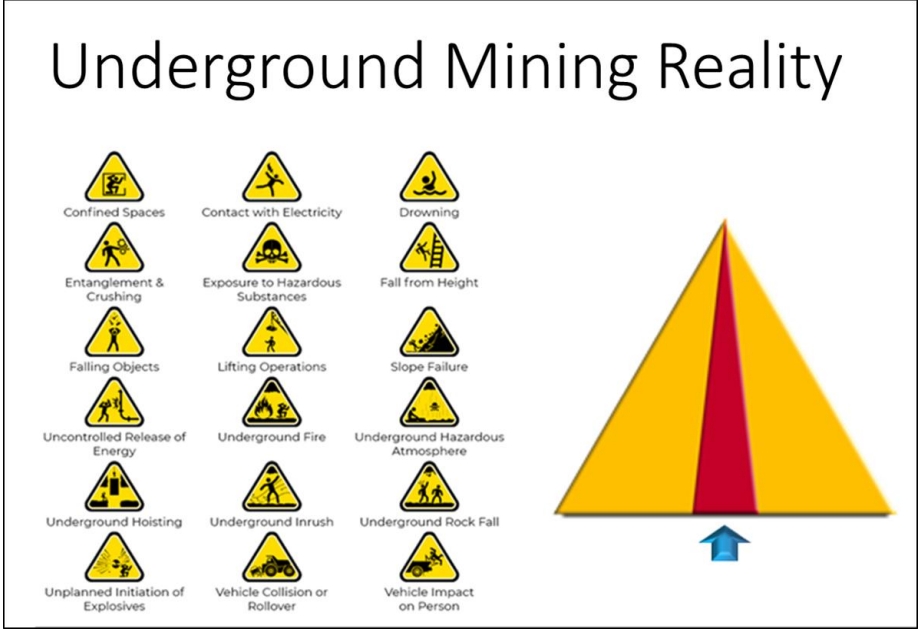 Underground Mining Reality
Confined Spaces
Contact with Electricity
Drowning
Entanglement &
Crushing
Exposure to Hazardous
Substances
Fall from Height
Falling Objects
Lifting Operations
Slope Failure
Uncontrolled Release of
Energy
Underground Fire
Underground Hazardous
Atmosphere
Underground Hoisting
Underground Inrush
Underground Rock Fall
Unplanned Initiation of
Explosives
Vehicle Collision or
Rollover
Vehicle Impact
on Person